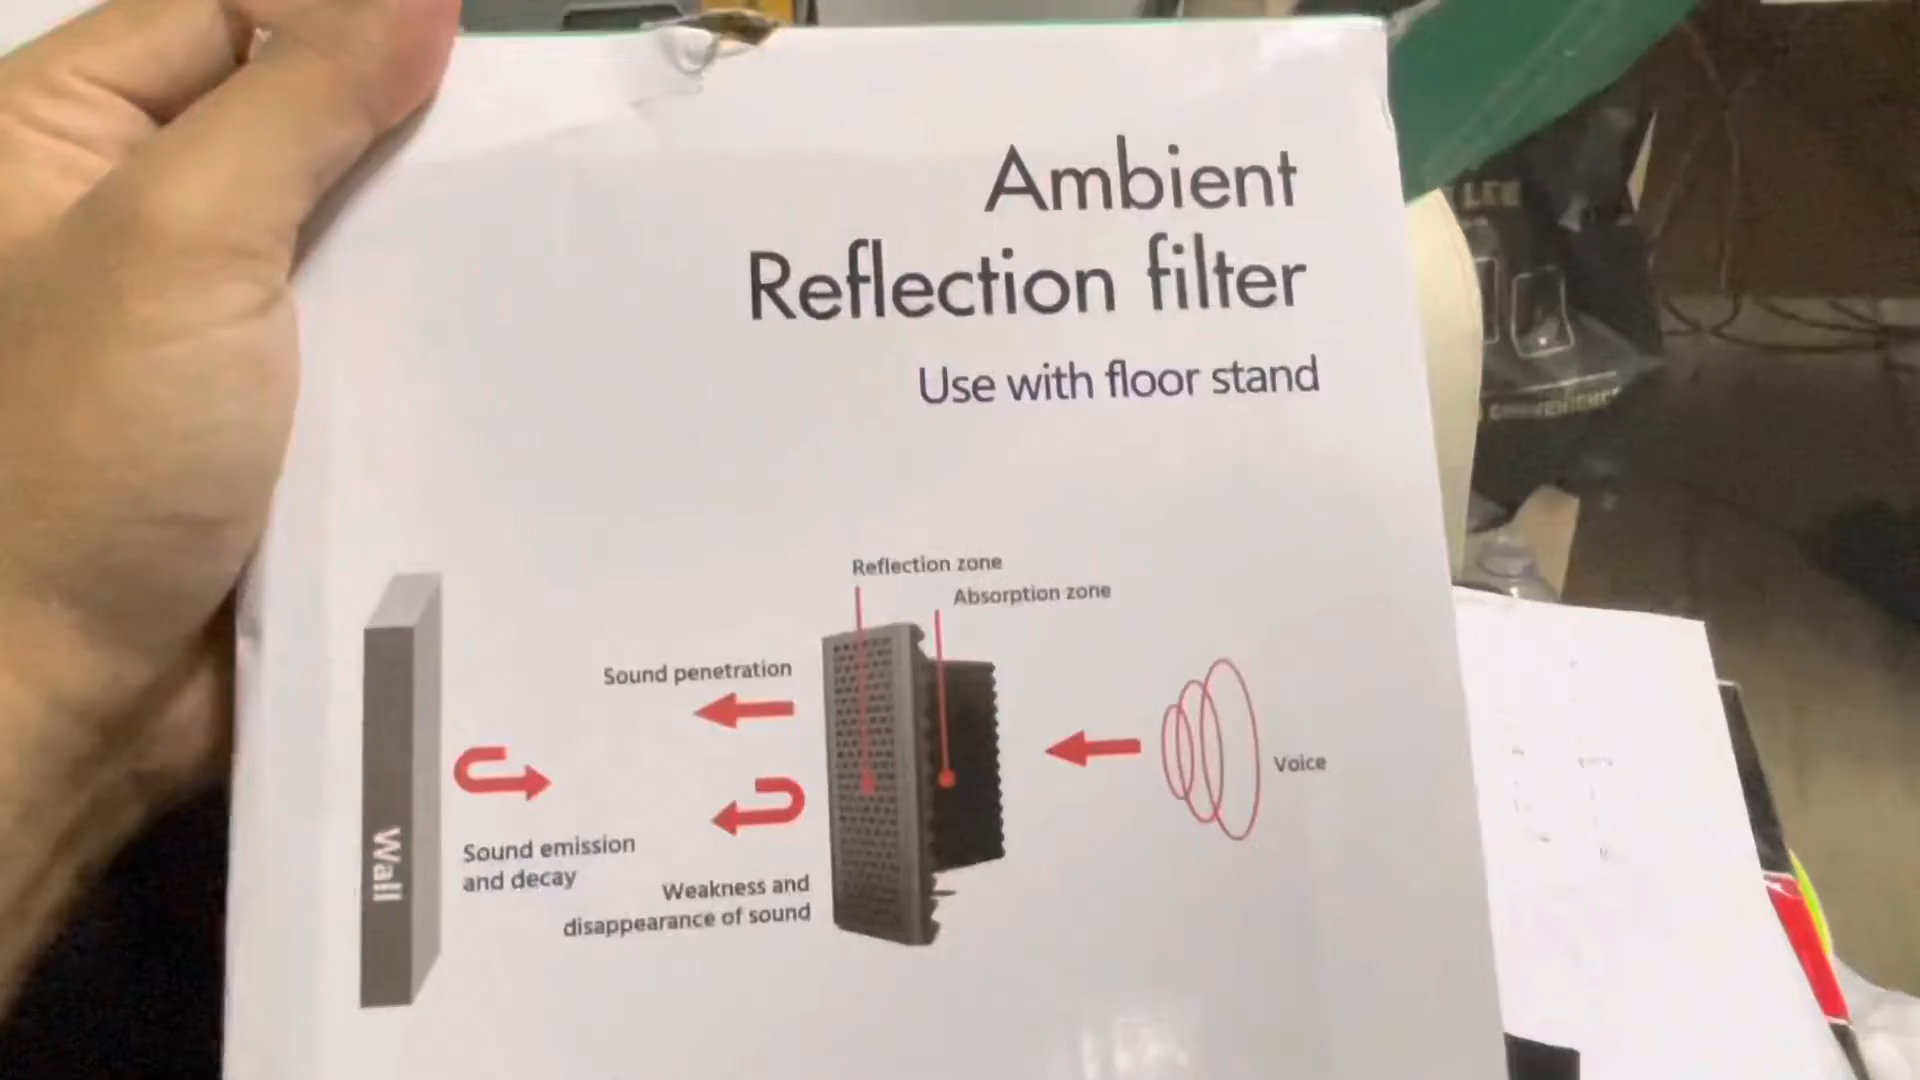 Ambient
Reflection filter
Use with floor stand
Reflection zone
Absorption zone
Sound penetration
Voice
Sound emission
and decay
Weakness and
disappearance of sound
Wall